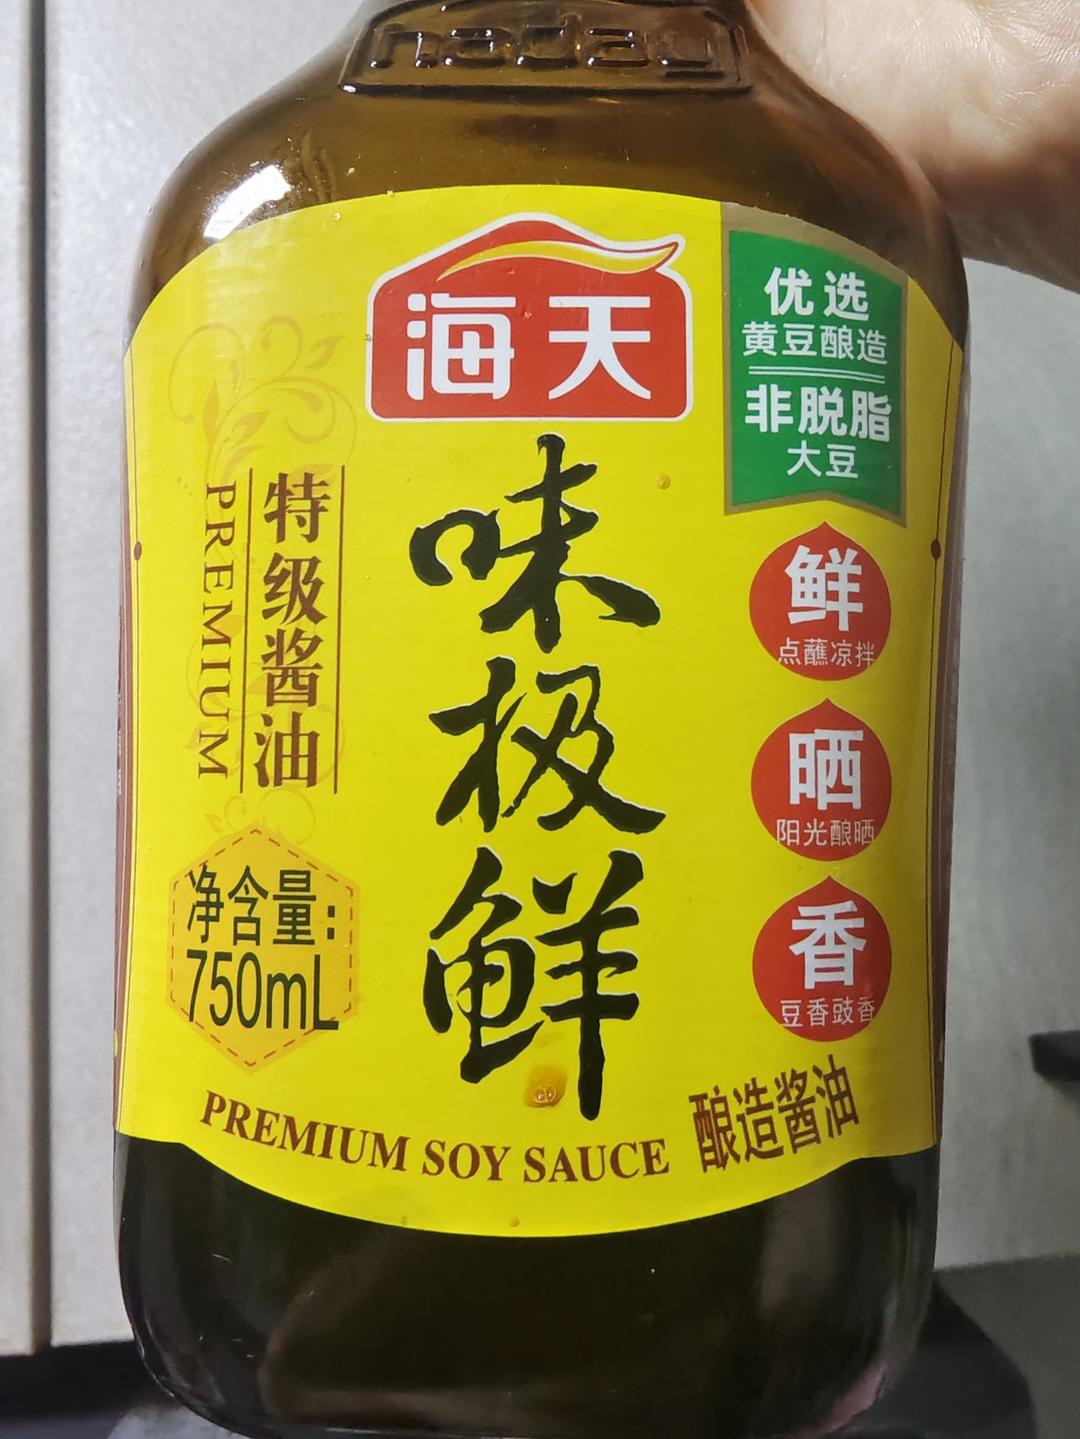 haday
海天
优选
黄豆酿造
非脱脂
大豆
特级酱油
PREMIUM
味极鲜
鲜
点蘸凉拌
晒
阳光酿晒
香
豆香豉香
净含量:
750mL
PREMIUM SOY SAUCE
酿造酱油